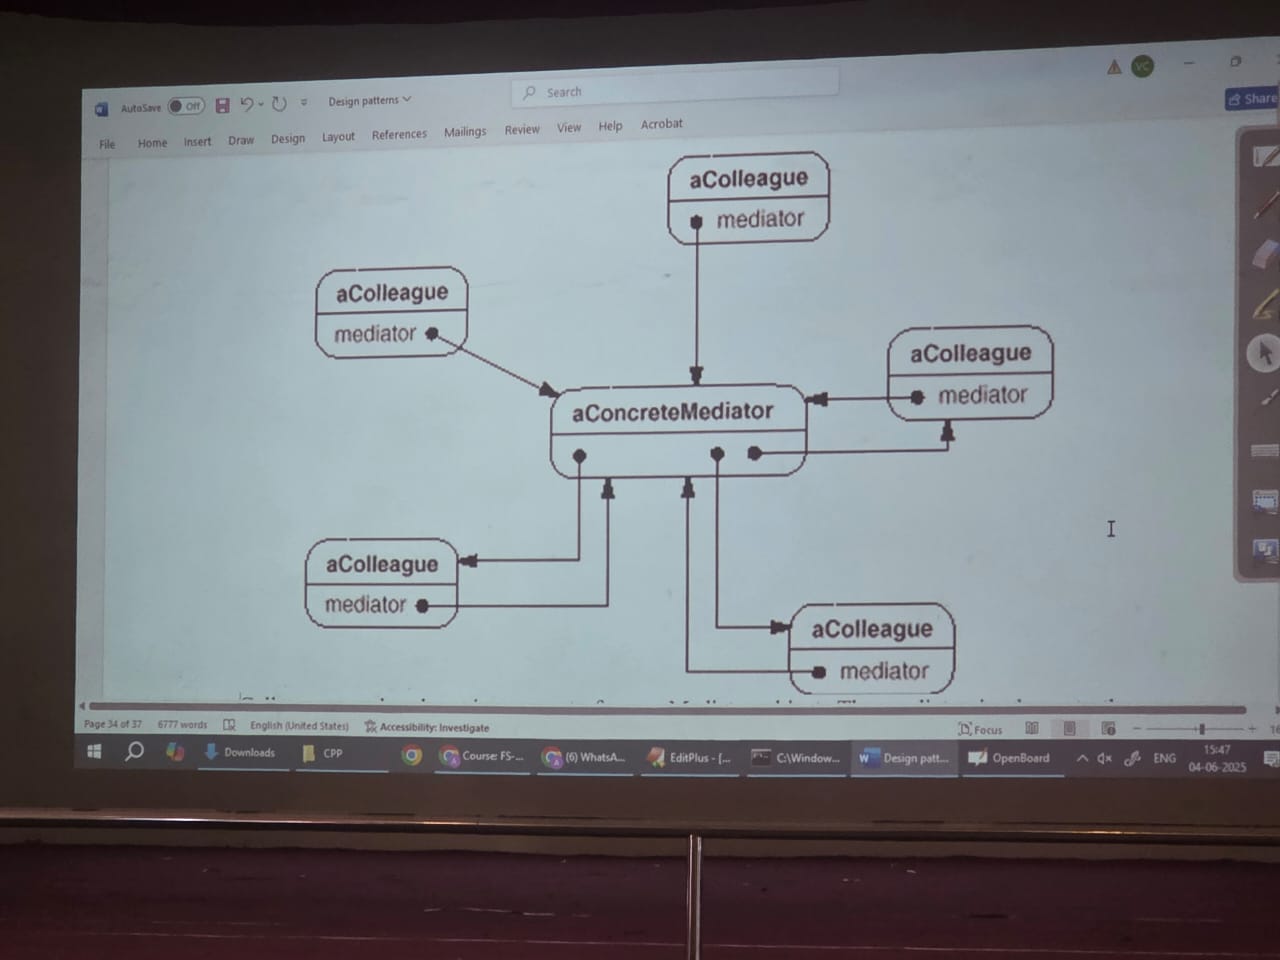 AutoSave Off Design patterns Search VC
File Home Insert Draw Design Layout References Mailings Review View Help Acrobat Share
aColleague
mediator
aColleague
mediator
aColleague
mediator
aConcreteMediator
aColleague
mediator
aColleague
mediator
Page 34 of 37 6777 words English (United States) Accessibility: Investigate Focus
Downloads CPP Course: FS-... (6) WhatsA... EditPlus - [... C:\Window... Design patt... OpenBoard ENG 15:47
04-06-2025